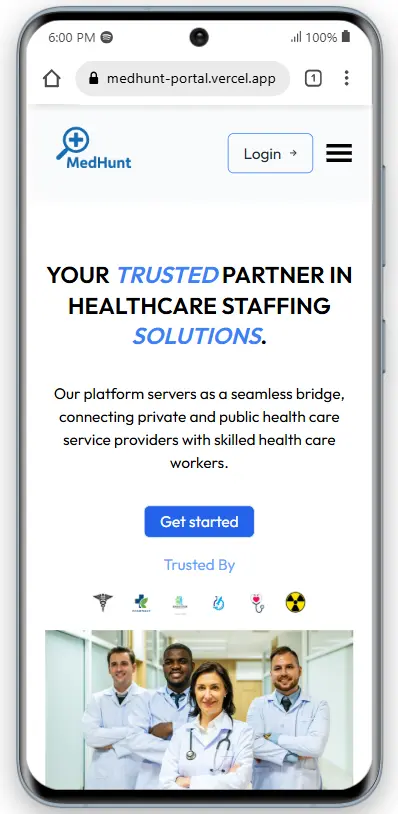 6:00 PM
100%
medhunt-portal.vercel.app
1
MedHunt
Login →
YOUR TRUSTED PARTNER IN
HEALTHCARE STAFFING
SOLUTIONS.
Our platform servers as a seamless bridge,
connecting private and public health care
service providers with skilled health care
workers.
Get started
Trusted By